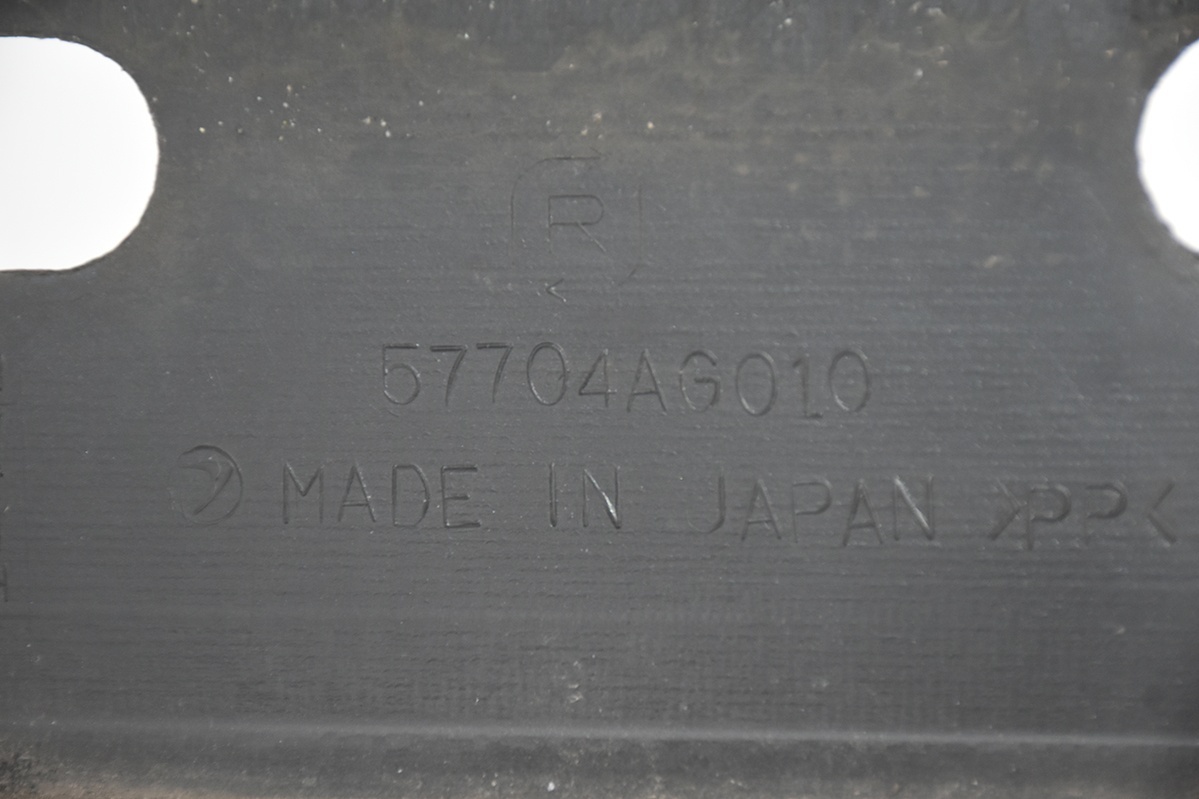 R
<
57704AG010
MADE IN JAPAN >PP<